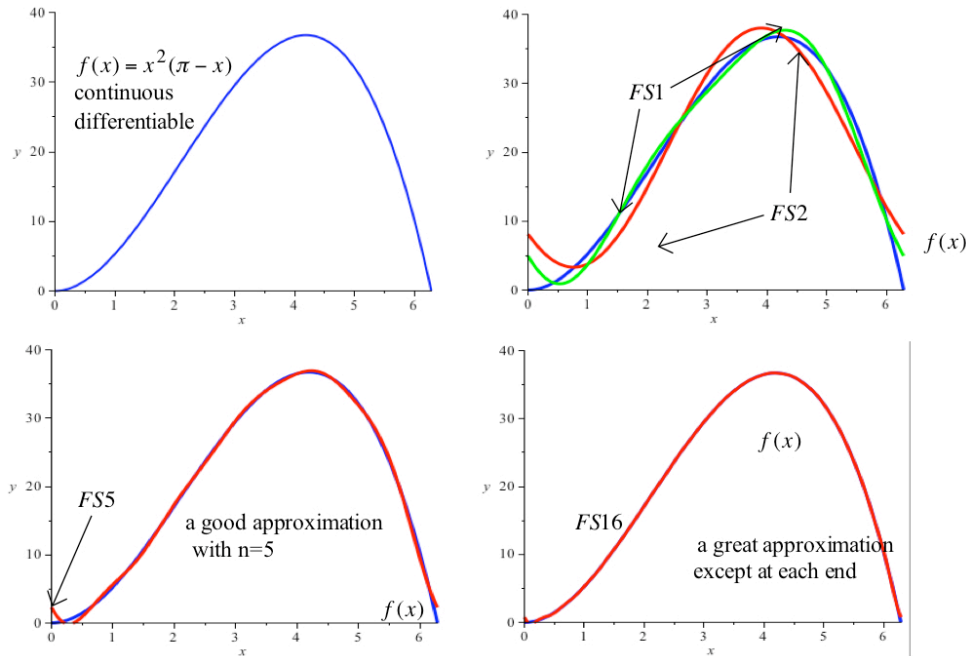 40
f(x) = x²(π − x)
continuous
differentiable
30
y
20
10
0
0 1 2 3 4 5 6
x
40
30
FS1
y
20
FS2
10
f(x)
0
0 1 2 3 4 5 6
x
40
30
y
20
FS5
a good approximation
with n=5
10
f(x)
0
0 1 2 3 4 5 6
x
40
30
f(x)
y
20
FS16
a great approximation
except at each end
10
0
0 1 2 3 4 5 6
x